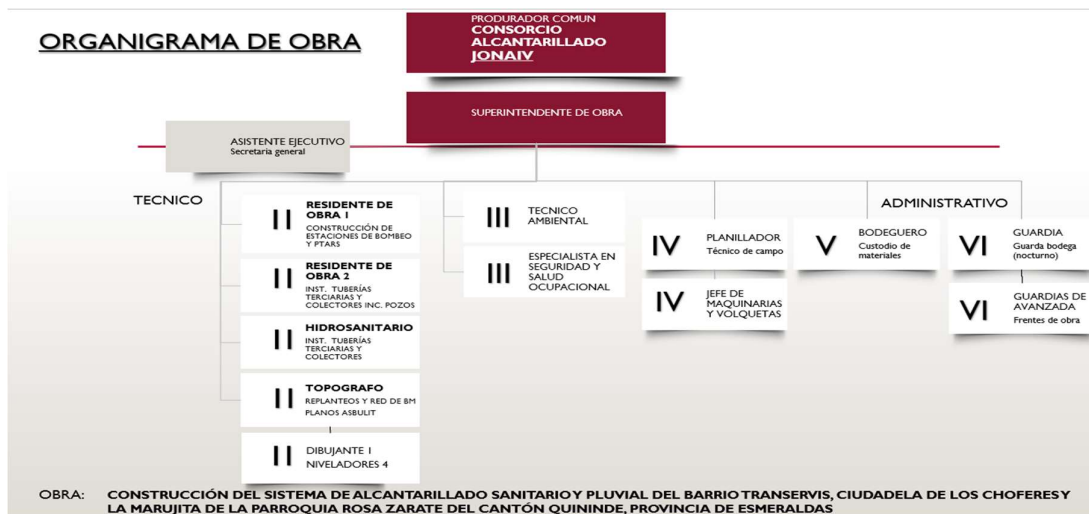 ORGANIGRAMA DE OBRA
PRODURADOR COMUN
CONSORCIO
ALCANTARILLADO
JONAIV
SUPERINTENDENTE DE OBRA
ASISTENTE EJECUTIVO
Secretaria general
TECNICO
ADMINISTRATIVO
II
RESIDENTE DE
OBRA 1
CONSTRUCCIÓN DE
ESTACIONES DE BOMBEO
Y PTARS
II
RESIDENTE DE
OBRA 2
INST. TUBERÍAS
TERCIARIAS Y
COLECTORES INC. POZOS
II
HIDROSANITARIO
INST. TUBERÍAS
TERCIARIAS Y
COLECTORES
II
TOPOGRAFO
REPLANTEOS Y RED DE BM
PLANOS ASBULIT
II
DIBUJANTE 1
NIVELADORES 4
III
TECNICO
AMBIENTAL
III
ESPECIALISTA EN
SEGURIDAD Y
SALUD
OCUPACIONAL
IV
PLANILLADOR
Técnico de campo
IV
JEFE DE
MAQUINARIAS
Y VOLQUETAS
V
BODEGUERO
Custodio de
materiales
VI
GUARDIA
Guarda bodega
(nocturno)
VI
GUARDIAS DE
AVANZADA
Frentes de obra
OBRA: CONSTRUCCIÓN DEL SISTEMA DE ALCANTARILLADO SANITARIO Y PLUVIAL DEL BARRIO TRANSERVIS, CIUDADELA DE LOS CHOFERES Y
LA MARUJITA DE LA PARROQUIA ROSA ZARATE DEL CANTÓN QUININDE, PROVINCIA DE ESMERALDAS